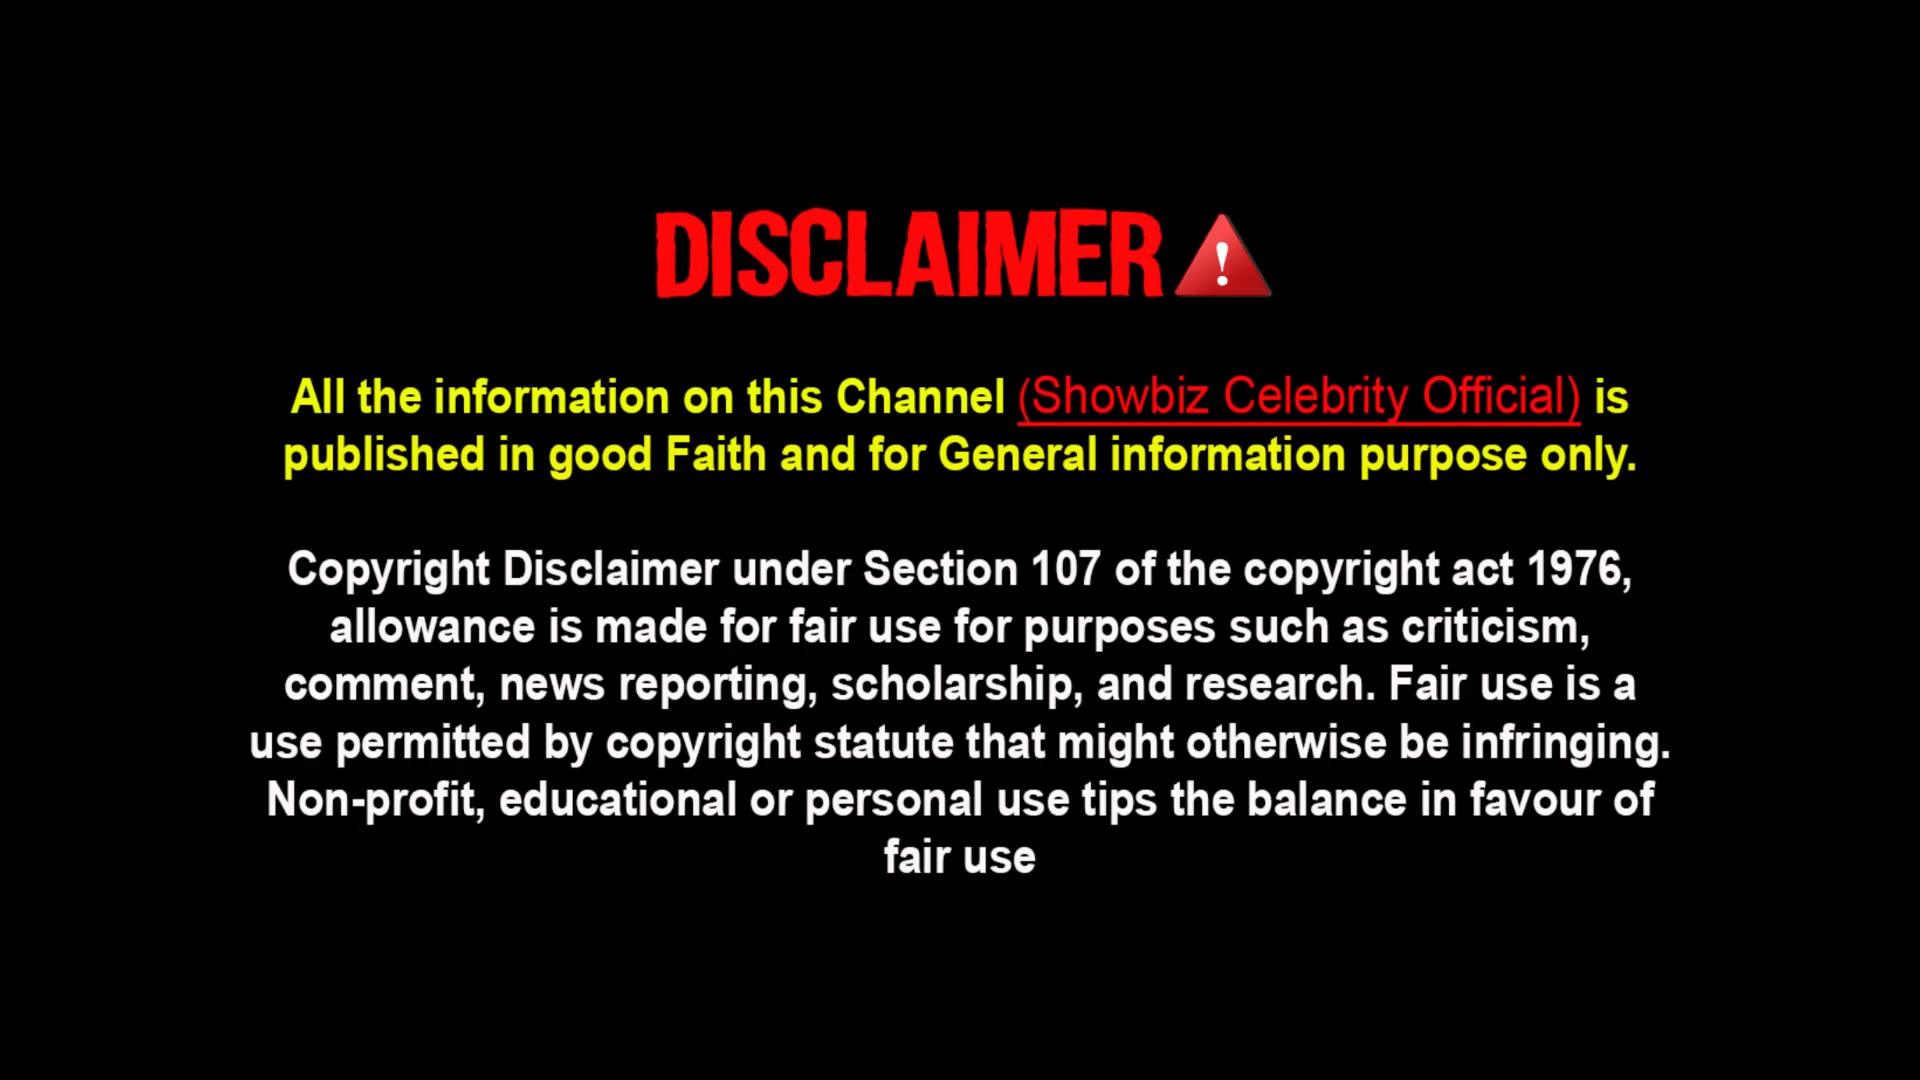 DISCLAIMER
All the information on this Channel (Showbiz Celebrity Official) is
published in good Faith and for General information purpose only.
Copyright Disclaimer under Section 107 of the copyright act 1976,
allowance is made for fair use for purposes such as criticism,
comment, news reporting, scholarship, and research. Fair use is a
use permitted by copyright statute that might otherwise be infringing.
Non-profit, educational or personal use tips the balance in favour of
fair use